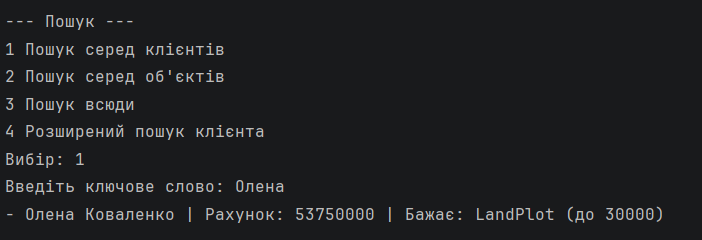 --- Пошук ---
1 Пошук серед клієнтів
2 Пошук серед об'єктів
3 Пошук всюди
4 Розширений пошук клієнта
Вибір: 1
Введіть ключове слово: Олена
- Олена Коваленко | Рахунок: 53750000 | Бажає: LandPlot (до 30000)